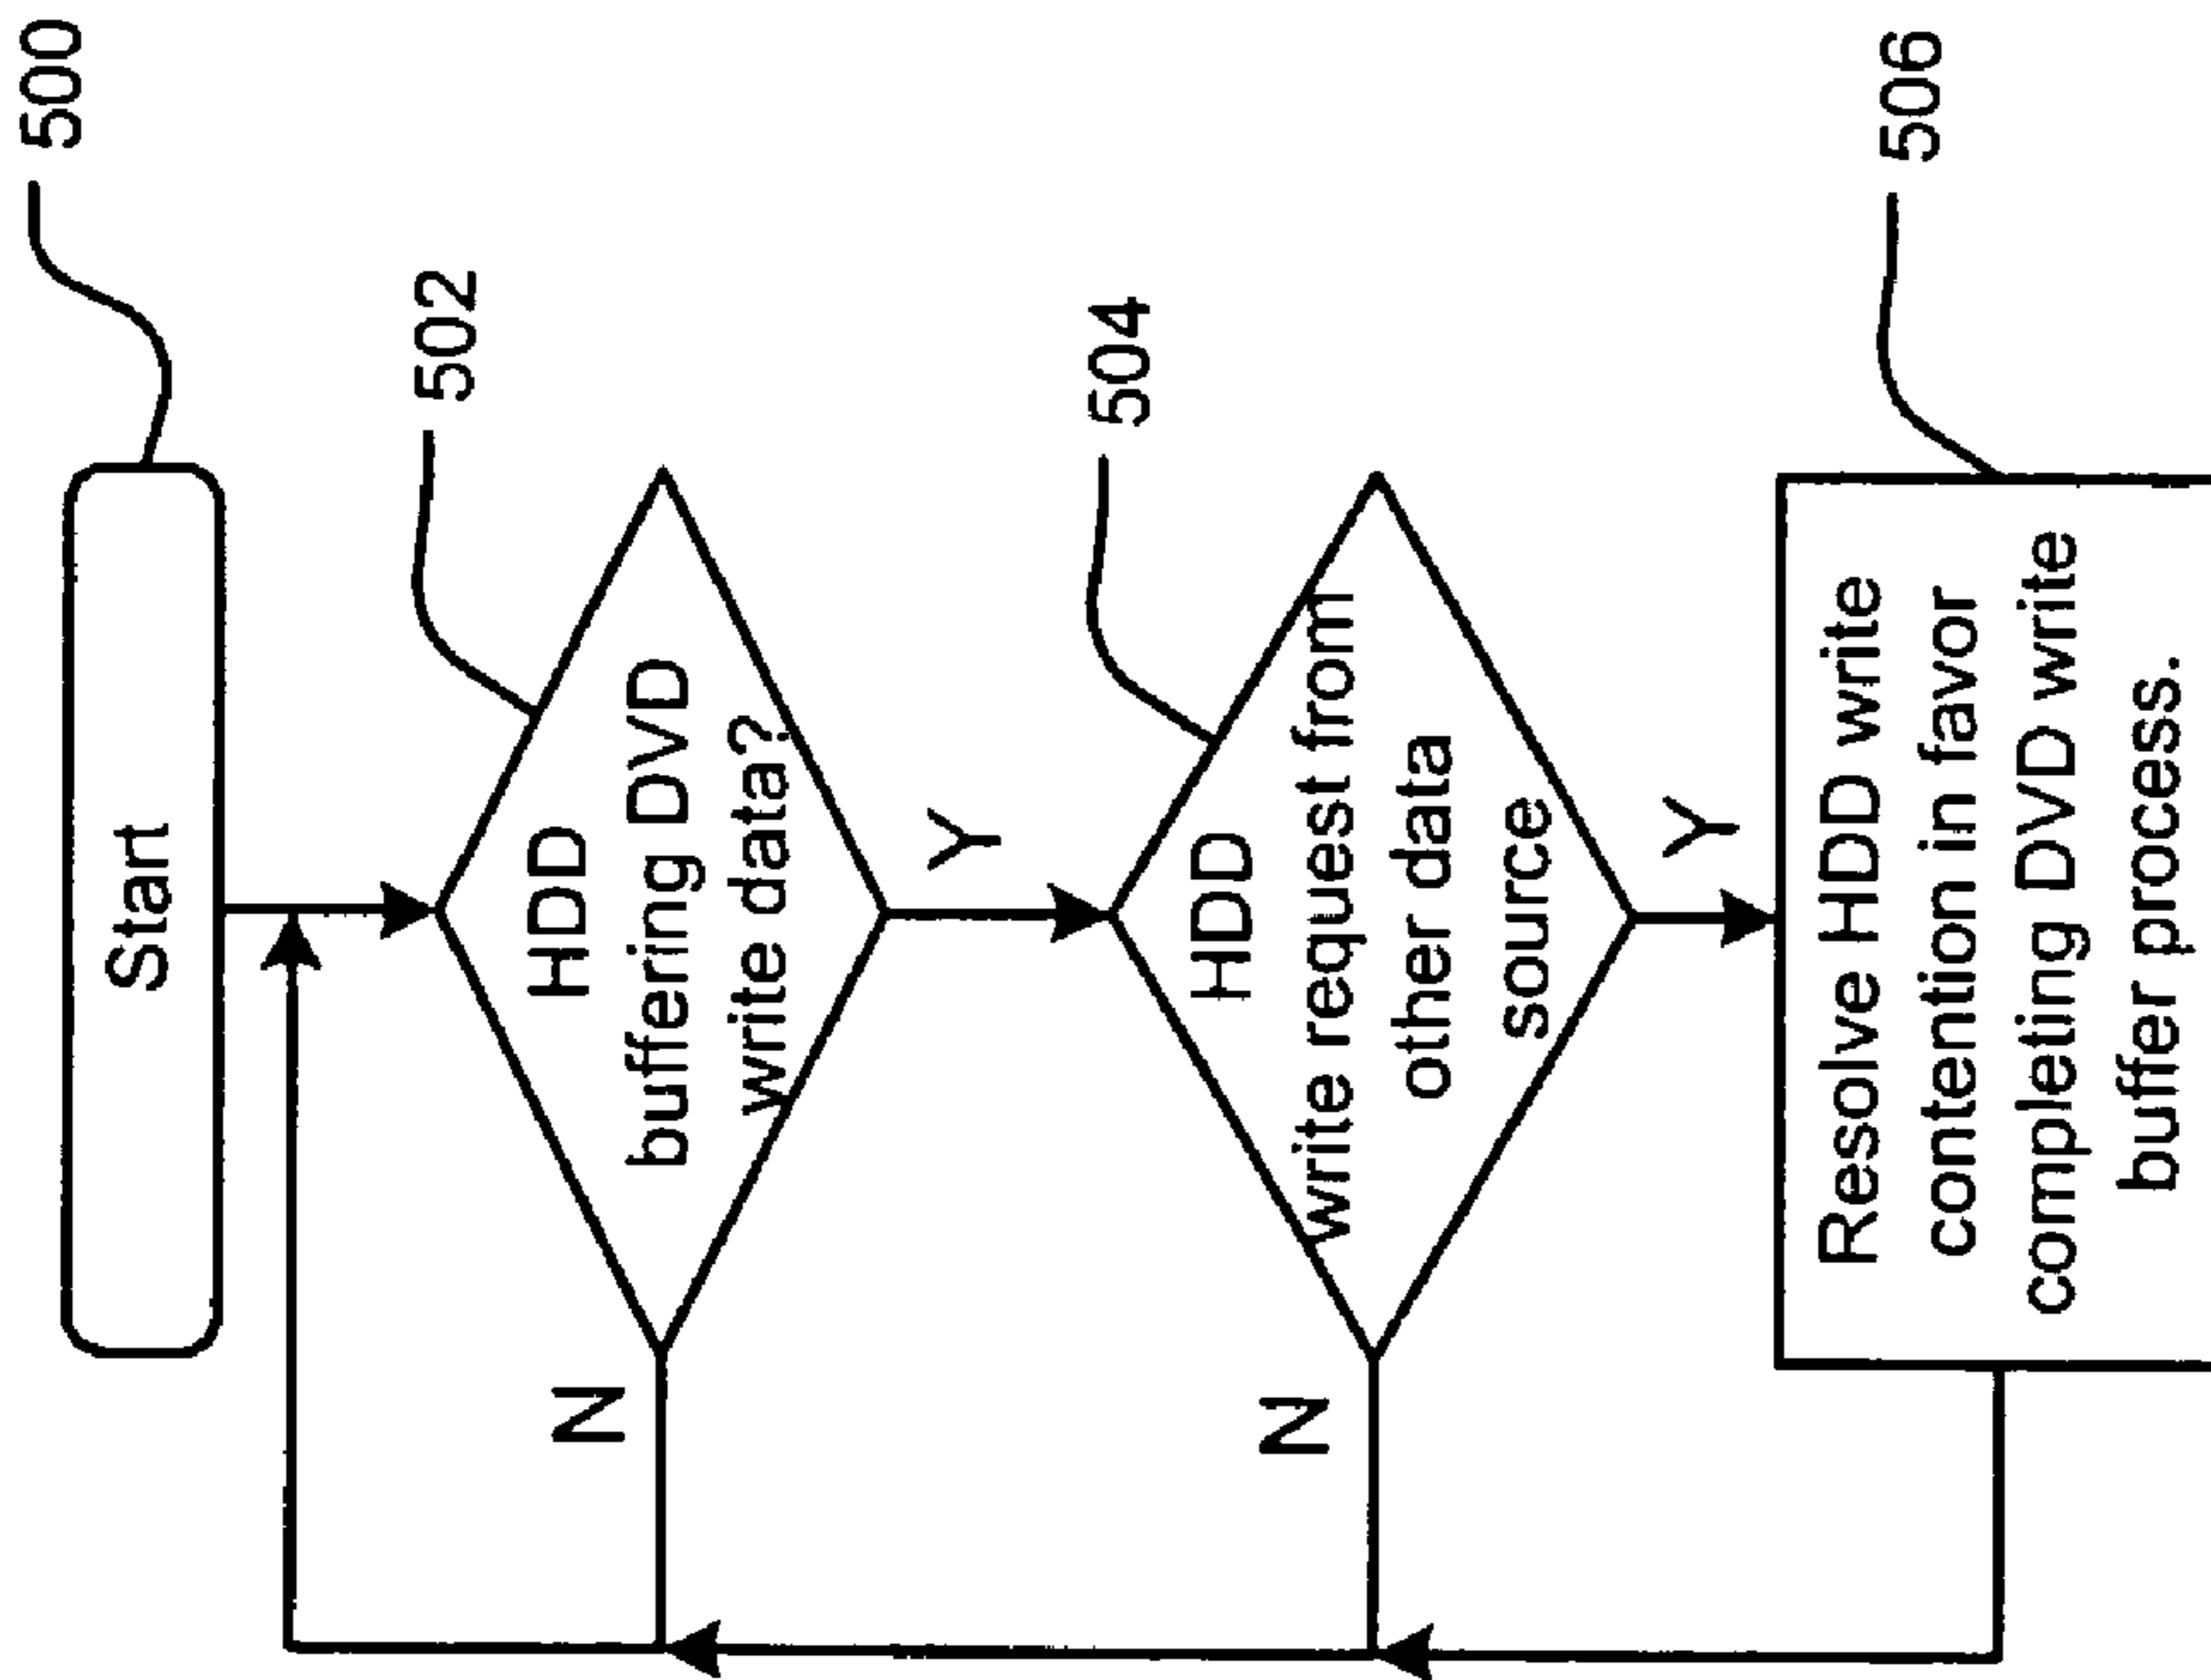 Start
500
HDD
buffering DVD
write data?
502
N
Y
HDD
write request from
other data
source
504
N
Y
Resolve HDD write
contention in favor
completing DVD write
buffer process.
506